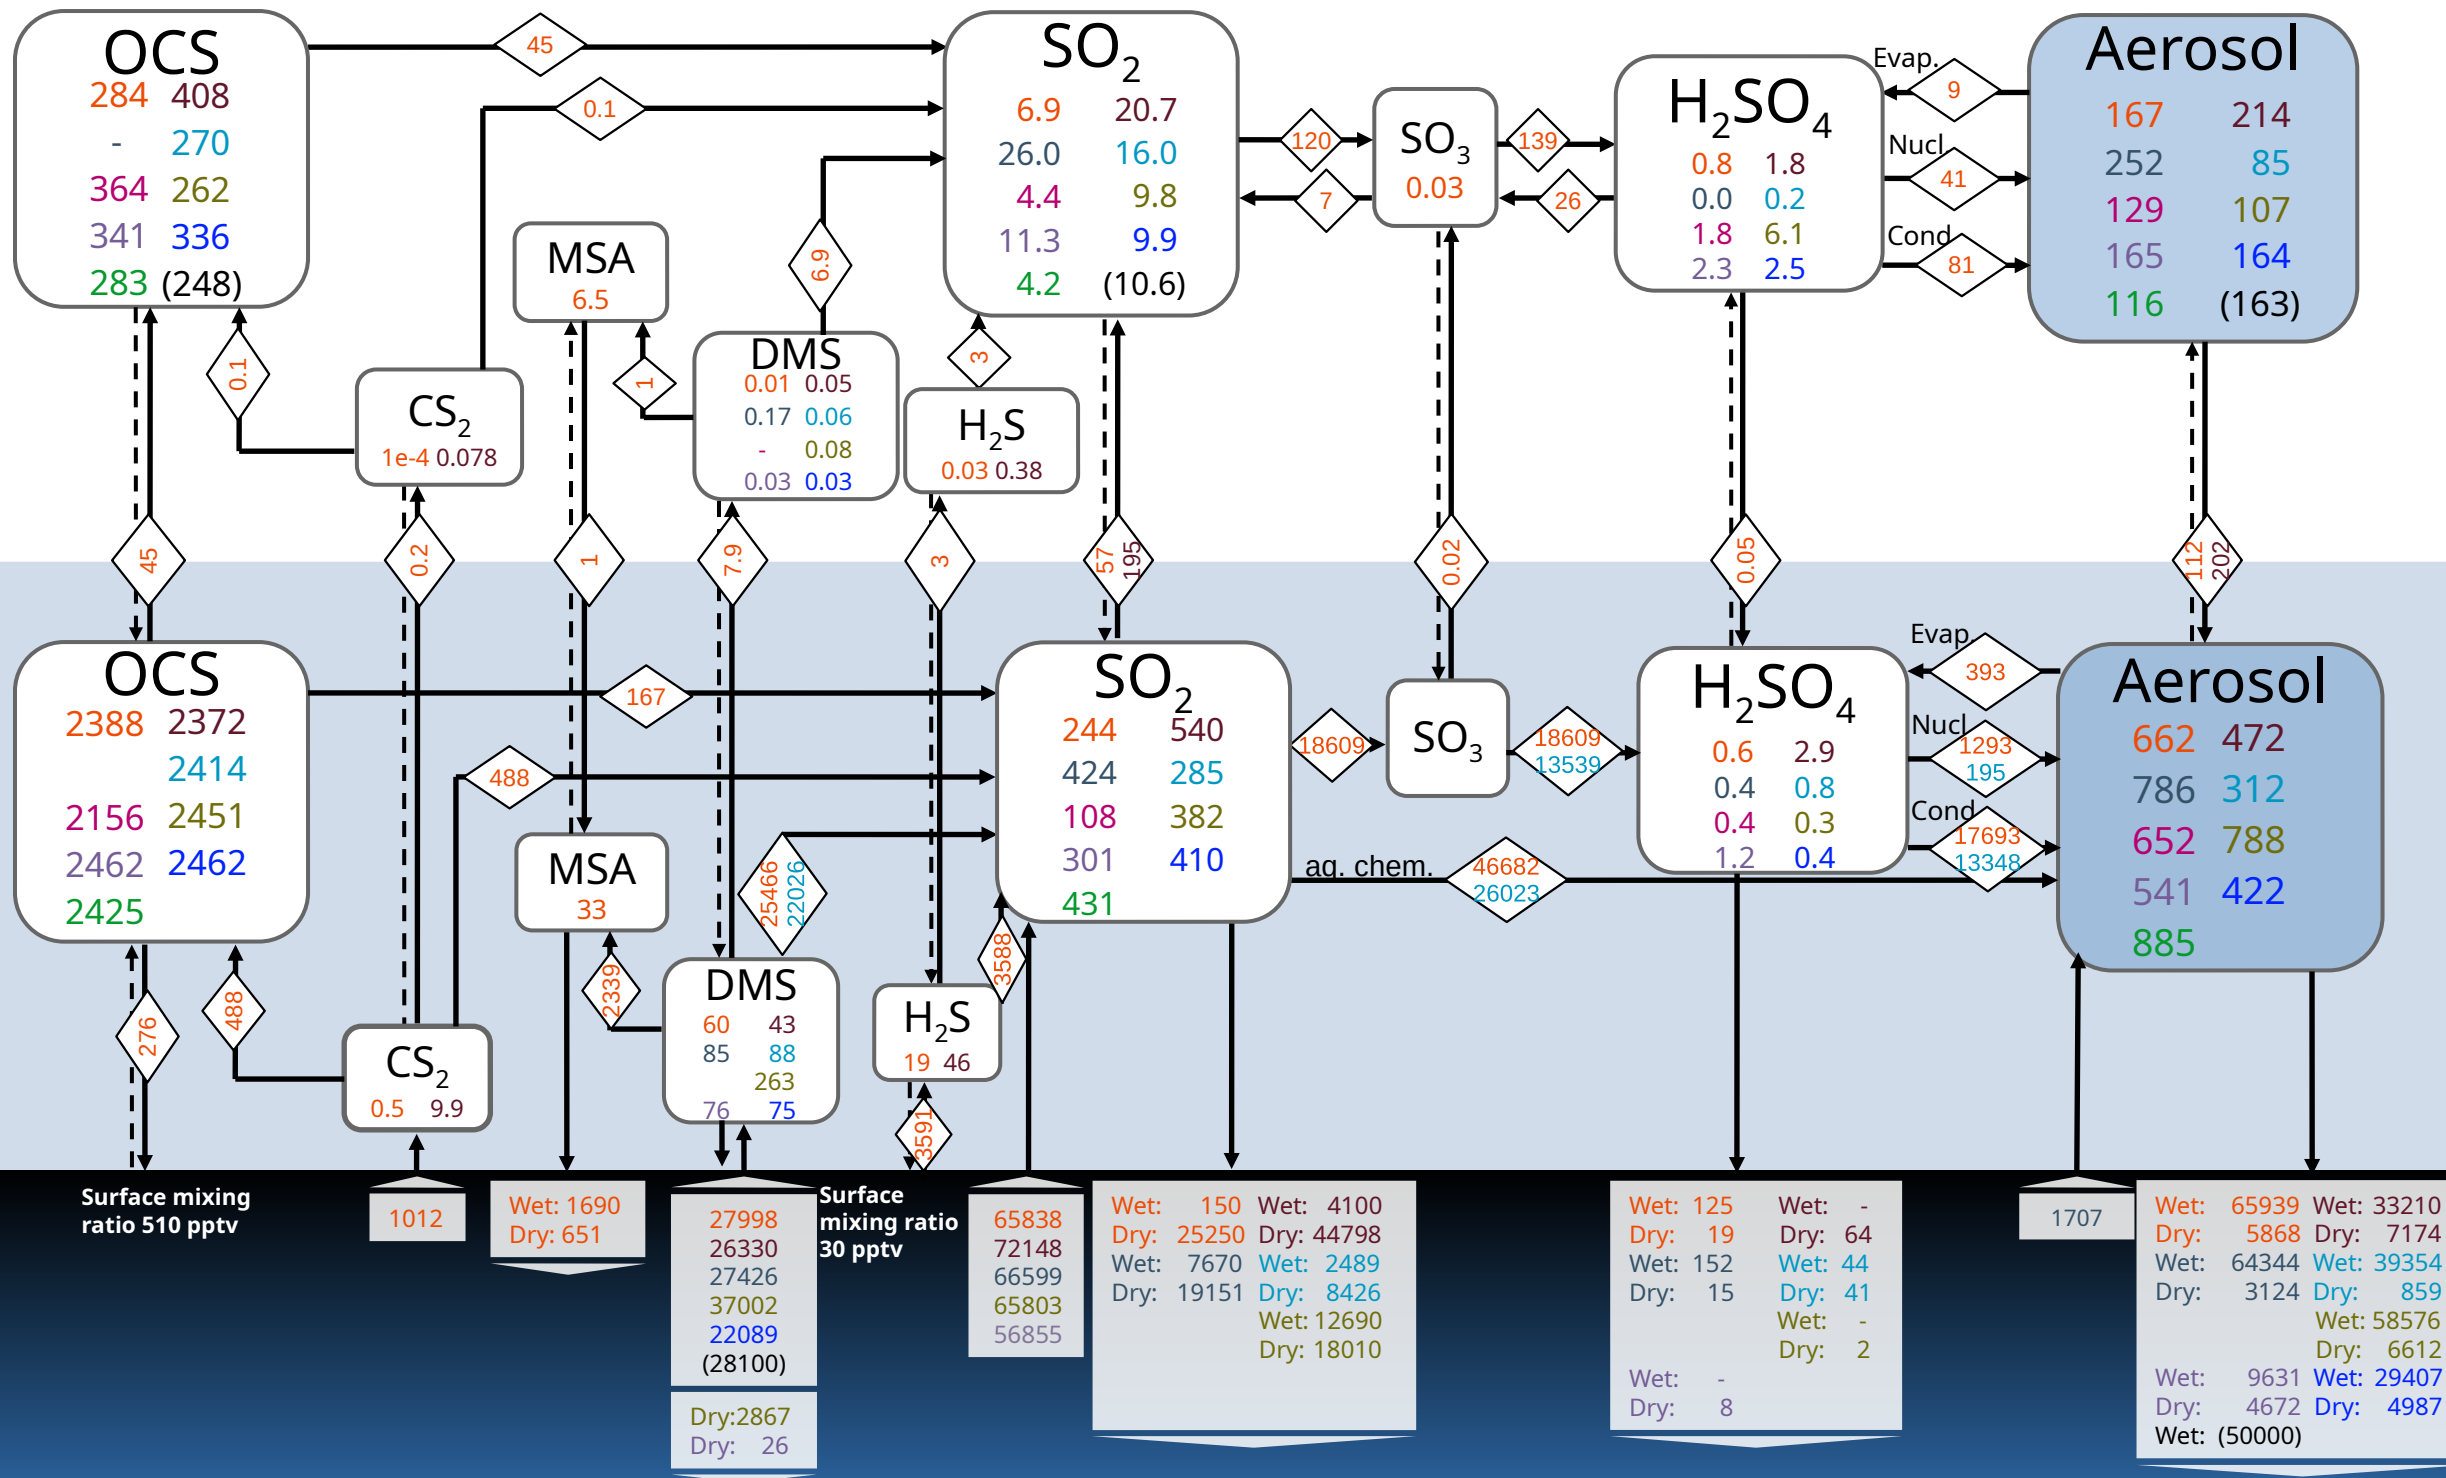 OCS
284 408
- 270
364 262
341 336
283 (248)
45
0.1
SO2
6.9 20.7
26.0 16.0
4.4 9.8
11.3 9.9
4.2 (10.6)
120
7
SO3
0.03
139
26
H2SO4
0.8 1.8
0.0 0.2
1.8 6.1
2.3 2.5
Evap.
9
Nucl.
41
Cond.
81
Aerosol
167 214
252 85
129 107
165 164
116 (163)
MSA
6.5
6.9
0.1
1
DMS
0.01 0.05
0.17 0.06
- 0.08
0.03 0.03
3
CS2
1e-4 0.078
H2S
0.03 0.38
45
0.2
1
7.9
3
57
195
0.02
0.05
112
202
OCS
2388 2372
2414
2156 2451
2462 2462
2425
167
488
SO2
244 540
424 285
108 382
301 410
431
18609
SO3
18609
13539
H2SO4
0.6 2.9
0.4 0.8
0.4 0.3
1.2 0.4
Evap.
393
Nucl.
1293
195
Cond.
17693
13348
aq. chem.
46682
26023
Aerosol
662 472
786 312
652 788
541 422
885
MSA
33
25466
22026
2339
3588
DMS
60 43
85 88
263
76 75
H2S
19 46
276
488
CS2
0.5 9.9
3591
Surface mixing
ratio 510 pptv
1012
Wet: 1690
Dry: 651
27998
26330
27426
37002
22089
(28100)
Dry:2867
Dry: 26
Surface
mixing ratio
30 pptv
65838
72148
66599
65803
56855
Wet: 150 Wet: 4100
Dry: 25250 Dry: 44798
Wet: 7670 Wet: 2489
Dry: 19151 Dry: 8426
Wet: 12690
Dry: 18010
Wet: 125 Wet: -
Dry: 19 Dry: 64
Wet: 152 Wet: 44
Dry: 15 Dry: 41
Wet: -
Dry: 2
Wet: -
Dry: 8
1707
Wet: 65939 Wet: 33210
Dry: 5868 Dry: 7174
Wet: 64344 Wet: 39354
Dry: 3124 Dry: 859
Wet: 58576
Dry: 6612
Wet: 9631 Wet: 29407
Dry: 4672 Dry: 4987
Wet: (50000)